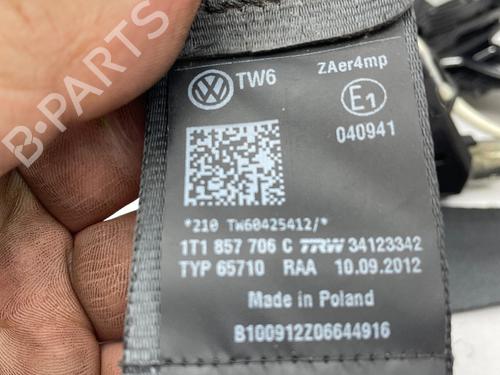 TW6
ZAer4mp
E1
040941
*210 TW60425412/*
1T1 857 706 C TRW 34123342
TYP 65710 RAA 10.09.2012
Made in Poland
B100912Z06644916
B-PARTS